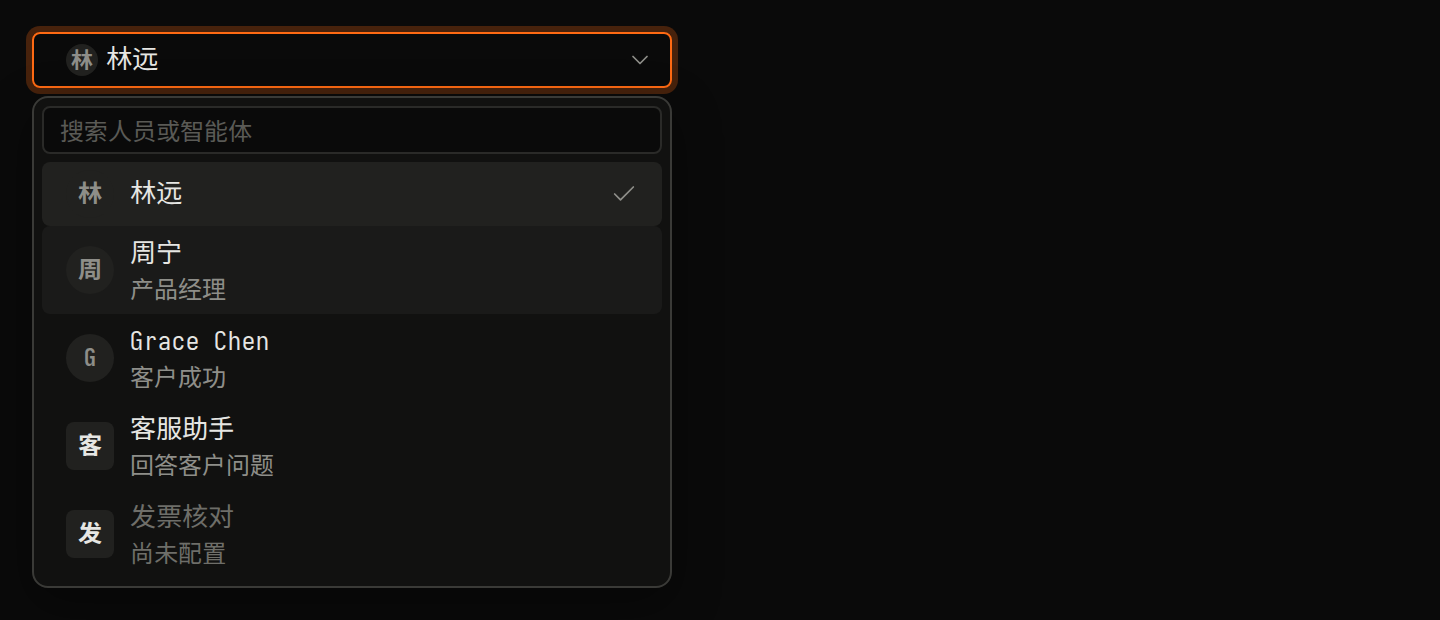 林 林远
搜索人员或智能体
林 林远
周 周宁
产品经理
G Grace Chen
客户成功
客 客服助手
回答客户问题
发 发票核对
尚未配置